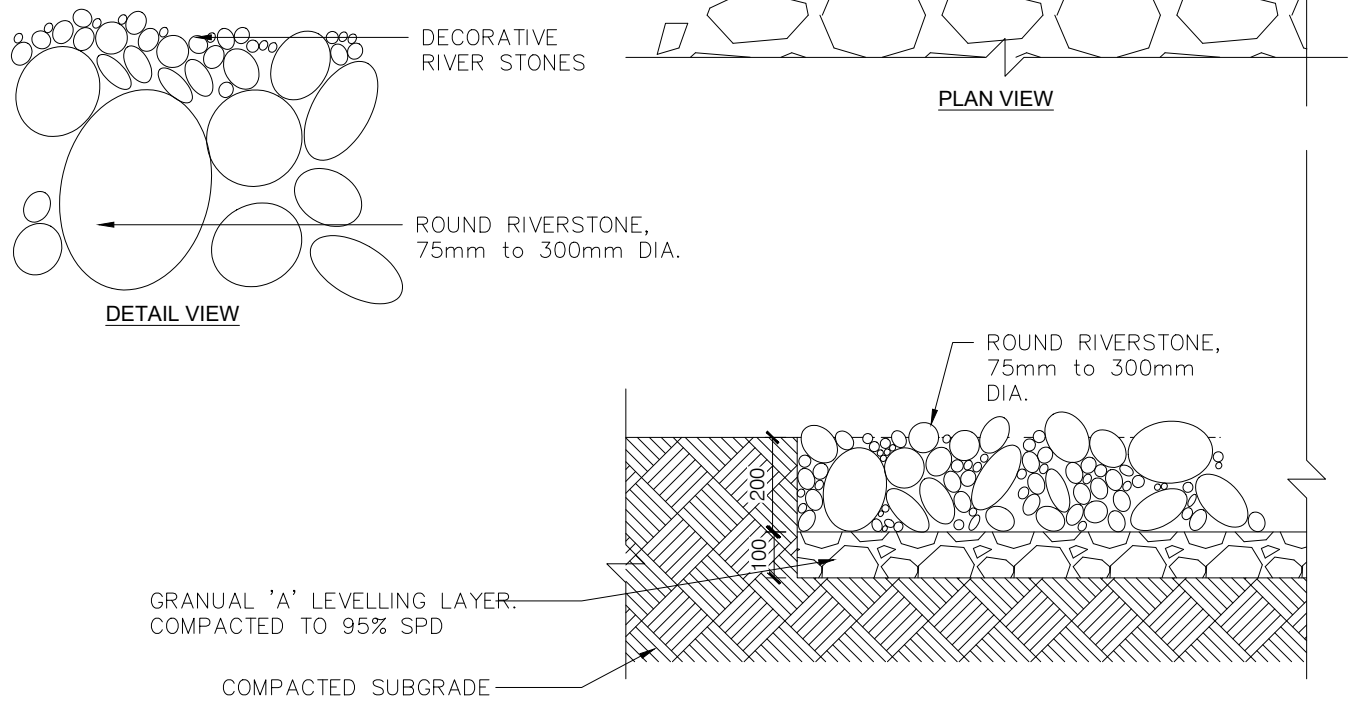 DECORATIVE
RIVER STONES
PLAN VIEW
ROUND RIVERSTONE,
75mm to 300mm DIA.
DETAIL VIEW
ROUND RIVERSTONE,
75mm to 300mm
DIA.
200
100
GRANUAL 'A' LEVELLING LAYER.
COMPACTED TO 95% SPD
COMPACTED SUBGRADE